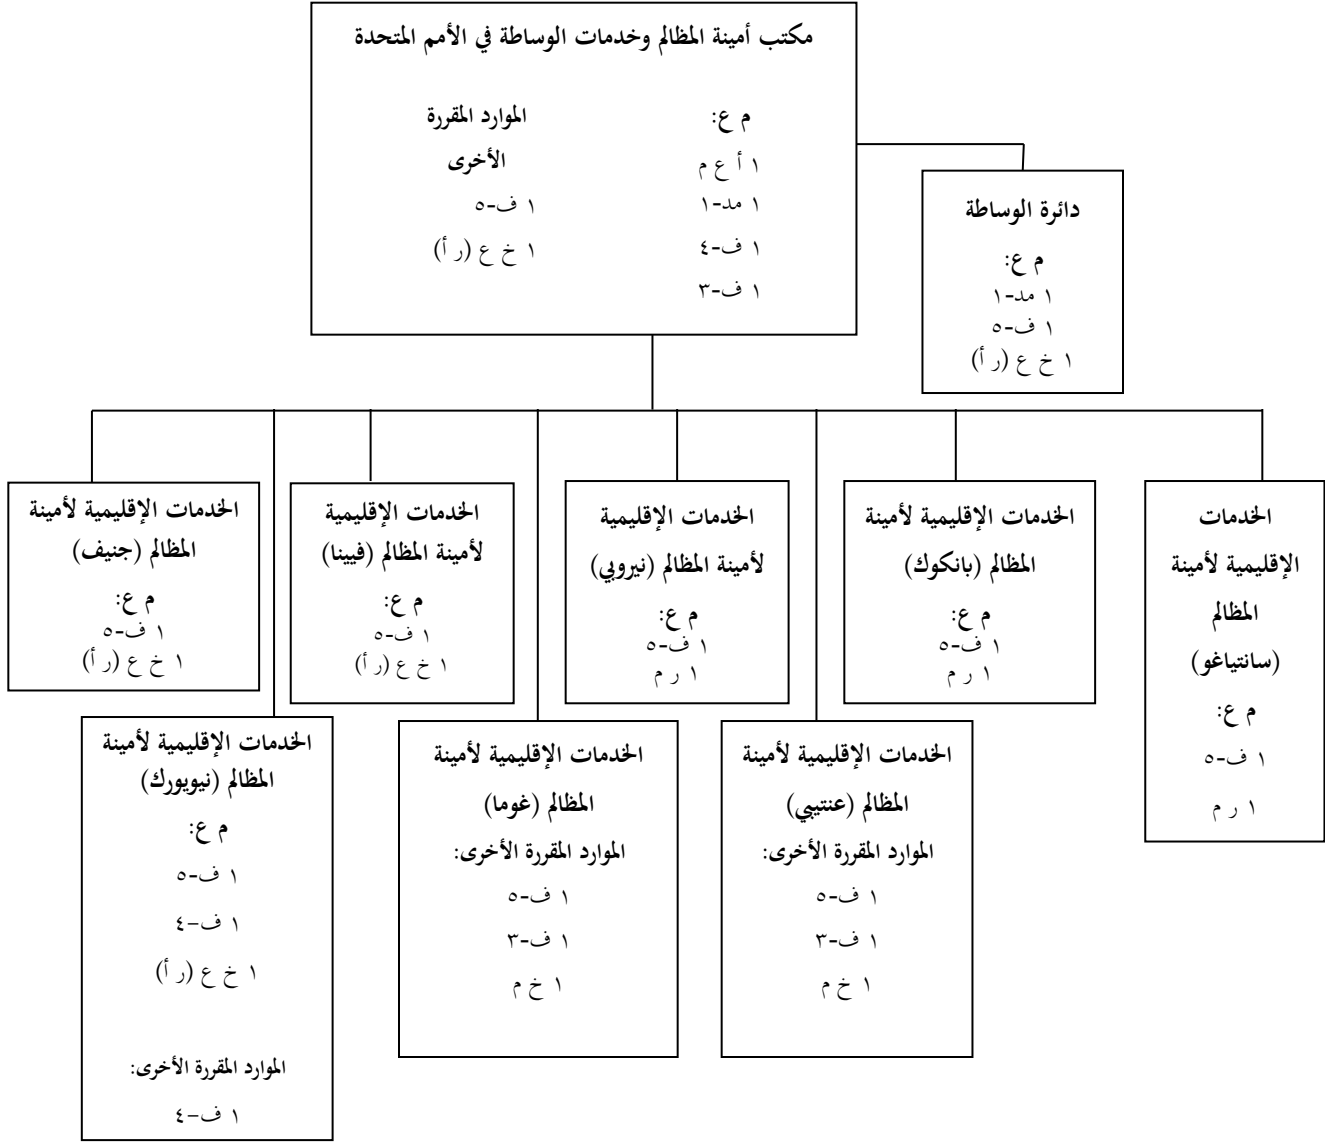 مكتب أمينة المظالم وخدمات الوساطة في الأمم المتحدة
م ع:
١ أ ع م
١ مد-١
١ ف-٤
١ ف-٣
الموارد المقررة
الأخرى
١ ف-٥
١ خ ع (ر أ)
دائرة الوساطة
م ع:
١ مد-١
١ ف-٥
١ خ ع (ر أ)
الخدمات
الإقليمية لأمينة
المظالم
(سانتياغو)
م ع:
١ ف-٥
١ ر م
الخدمات الإقليمية لأمينة
المظالم (بانكوك)
م ع:
١ ف-٥
١ ر م
الخدمات الإقليمية
لأمينة المظالم (نيروبي)
م ع:
١ ف-٥
١ ر م
الخدمات الإقليمية
لأمينة المظالم (فيينا)
م ع:
١ ف-٥
١ خ ع (ر أ)
الخدمات الإقليمية لأمينة
المظالم (جنيف)
م ع:
١ ف-٥
١ خ ع (ر أ)
الخدمات الإقليمية لأمينة
المظالم (عنتيبي)
الموارد المقررة الأخرى:
١ ف-٥
١ ف-٣
١ خ م
الخدمات الإقليمية لأمينة
المظالم (غوما)
الموارد المقررة الأخرى:
١ ف-٥
١ ف-٣
١ خ م
الخدمات الإقليمية لأمينة
المظالم (نيويورك)
م ع:
١ ف-٥
١ ف–٤
١ خ ع (ر أ)
الموارد المقررة الأخرى:
١ ف–٤